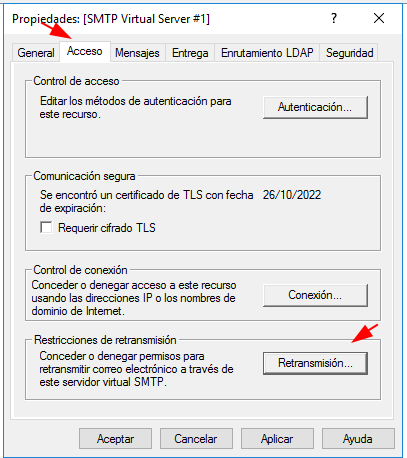 Propiedades: [SMTP Virtual Server #1]
General Acceso Mensajes Entrega Enrutamiento LDAP Seguridad
Control de acceso
Editar los métodos de autenticación para
este recurso.
Autenticación...
Comunicación segura
Se encontró un certificado de TLS con fecha
de expiración:
26/10/2022
Requerir cifrado TLS
Control de conexión
Conceder o denegar acceso a este recurso
usando las direcciones IP o los nombres de
dominio de Internet.
Conexión...
Restricciones de retransmisión
Conceder o denegar permisos para
retransmitir correo electrónico a través de
este servidor virtual SMTP.
Retransmisión...
Aceptar Cancelar Aplicar Ayuda